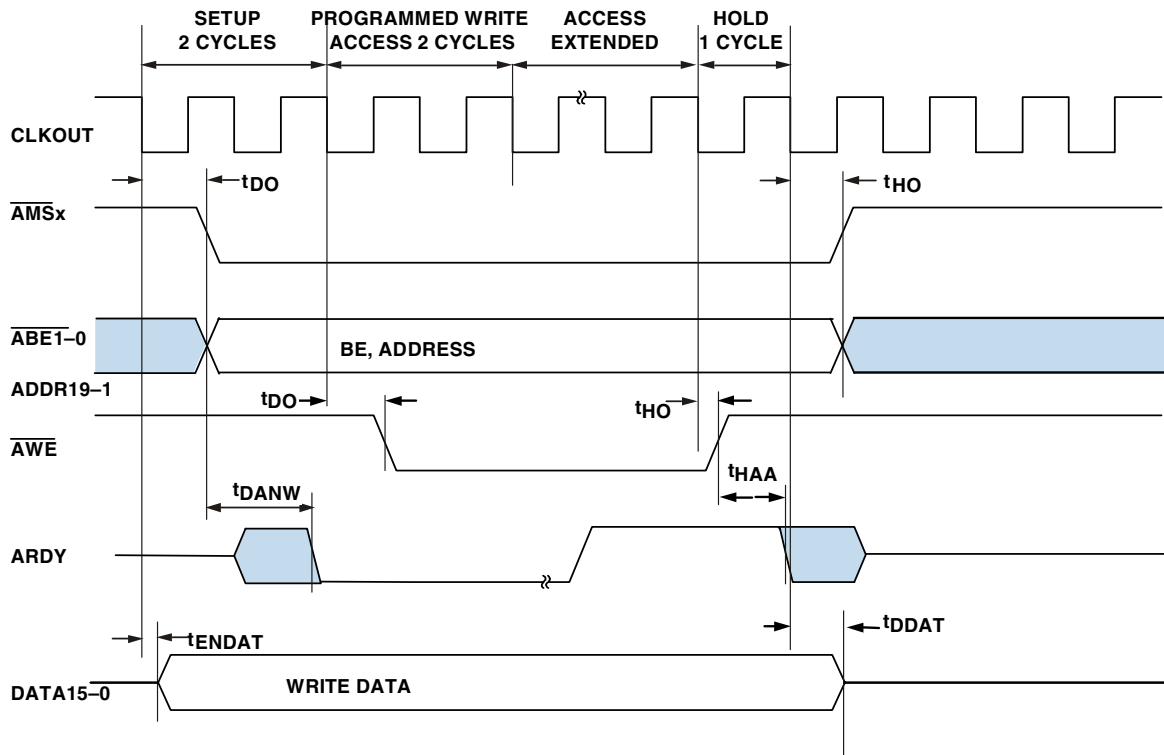 SETUP
2 CYCLES
PROGRAMMED WRITE
ACCESS 2 CYCLES
ACCESS
EXTENDED
HOLD
1 CYCLE
CLKOUT
tDO
tHO
AMSx
ABE1–0
BE, ADDRESS
ADDR19–1
tDO
tHO
AWE
tHAA
tDANW
ARDY
tENDAT
tDDAT
DATA15–0
WRITE DATA